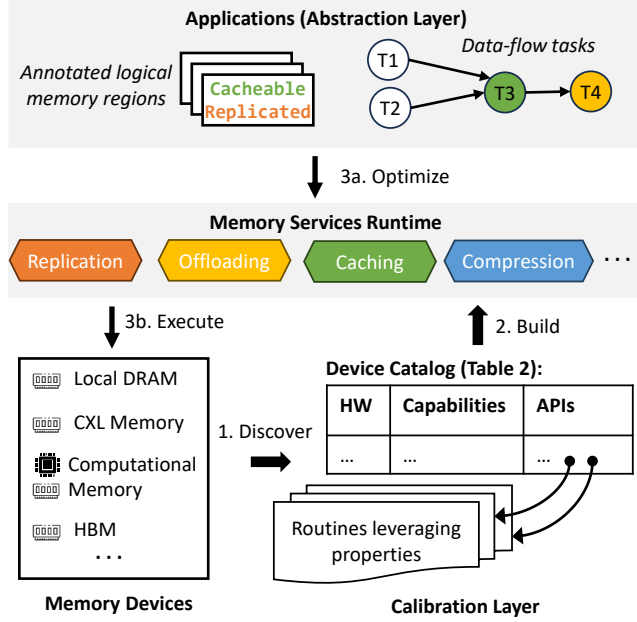 Applications (Abstraction Layer)
Annotated logical
memory regions
Cacheable
Replicated
Data-flow tasks
T1
T2
T3
T4
3a. Optimize
Memory Services Runtime
Replication
Offloading
Caching
Compression
...
3b. Execute
2. Build
Local DRAM
CXL Memory
Computational
Memory
HBM
...
Memory Devices
1. Discover
Device Catalog (Table 2):
HW Capabilities APIs
... ... ...
Routines leveraging
properties
Calibration Layer